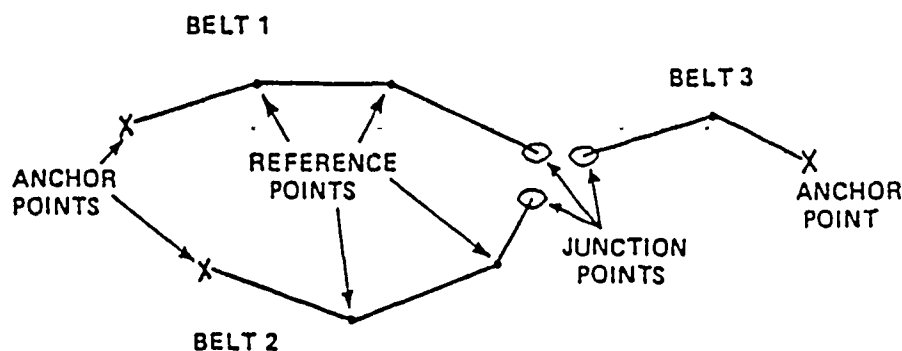 BELT 1
BELT 3
REFERENCE
POINTS
ANCHOR
POINTS
ANCHOR
POINT
JUNCTION
POINTS
BELT 2